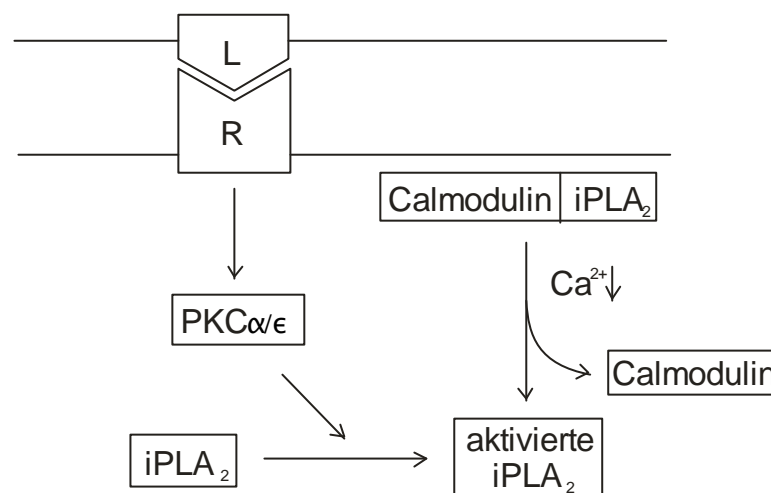 L
R
Calmodulin iPLA₂
Ca²⁺↓
PKCα/ϵ
Calmodulin
iPLA₂
aktivierte
iPLA₂